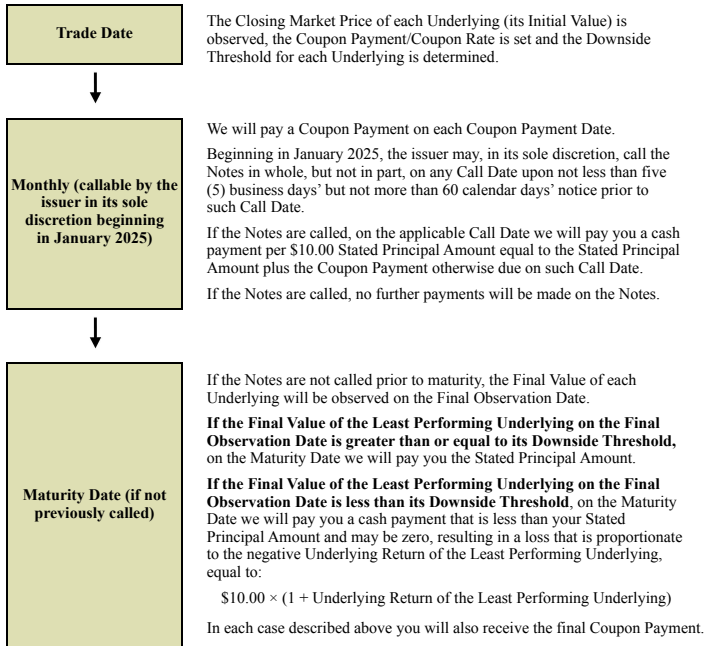 Trade Date
The Closing Market Price of each Underlying (its Initial Value) is
observed, the Coupon Payment/Coupon Rate is set and the Downside
Threshold for each Underlying is determined.
Monthly (callable by the
issuer in its sole
discretion beginning
in January 2025)
We will pay a Coupon Payment on each Coupon Payment Date.
Beginning in January 2025, the issuer may, in its sole discretion, call the
Notes in whole, but not in part, on any Call Date upon not less than five
(5) business days’ but not more than 60 calendar days’ notice prior to
such Call Date.
If the Notes are called, on the applicable Call Date we will pay you a cash
payment per $10.00 Stated Principal Amount equal to the Stated Principal
Amount plus the Coupon Payment otherwise due on such Call Date.
If the Notes are called, no further payments will be made on the Notes.
Maturity Date (if not
previously called)
If the Notes are not called prior to maturity, the Final Value of each
Underlying will be observed on the Final Observation Date.
If the Final Value of the Least Performing Underlying on the Final
Observation Date is greater than or equal to its Downside Threshold,
on the Maturity Date we will pay you the Stated Principal Amount.
If the Final Value of the Least Performing Underlying on the Final
Observation Date is less than its Downside Threshold, on the Maturity
Date we will pay you a cash payment that is less than your Stated
Principal Amount and may be zero, resulting in a loss that is proportionate
to the negative Underlying Return of the Least Performing Underlying,
equal to:
$10.00 × (1 + Underlying Return of the Least Performing Underlying)
In each case described above you will also receive the final Coupon Payment.